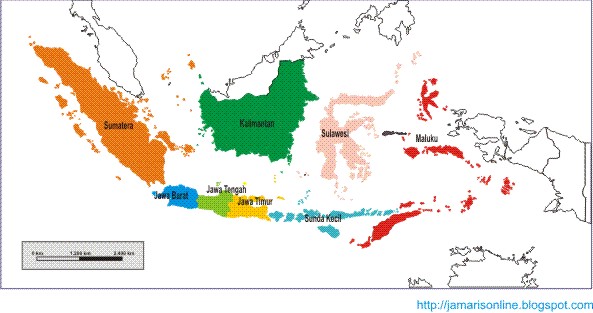 Sumatera
Kalimantan
Sulawesi
Maluku
Jawa Barat
Jawa Tengah
Jawa Timur
Sunda Kecil
0 km 1,200 km 2,400 km
http://jamarisonline.blogspot.com